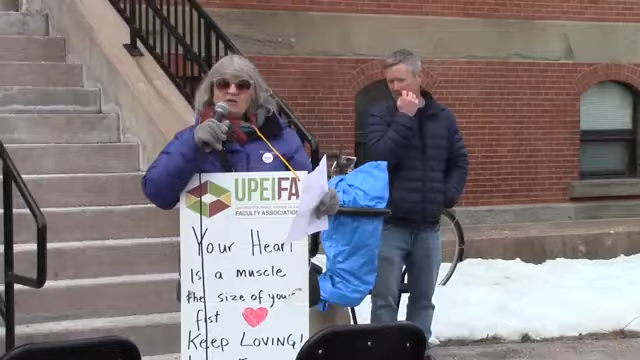 UPEIFA
FACULTY ASSOCIATION
Your Heart
Is a muscle
the size of your
fist
Keep LOVING!